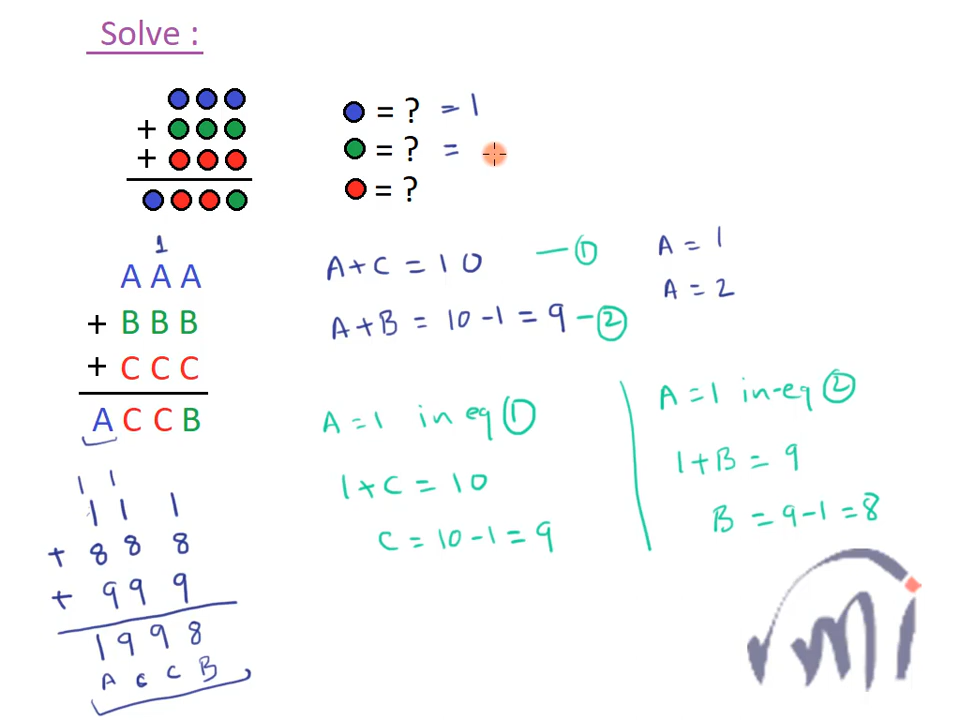 Solve :
= ? = 1
+ = ? =
+ = ?
1
A A A
+ B B B
+ C C C
A C C B
1 1
1 1 1
+ 8 8 8
+ 9 9 9
1 9 9 8
A C C B
A+C = 10 — ①
A+B = 10 - 1 = 9 - ②
A = 1
A = 2
A = 1 in eq ①
1+C = 10
C = 10 - 1 = 9
A = 1 in-eq ②
1+B = 9
B = 9-1 = 8
vmi